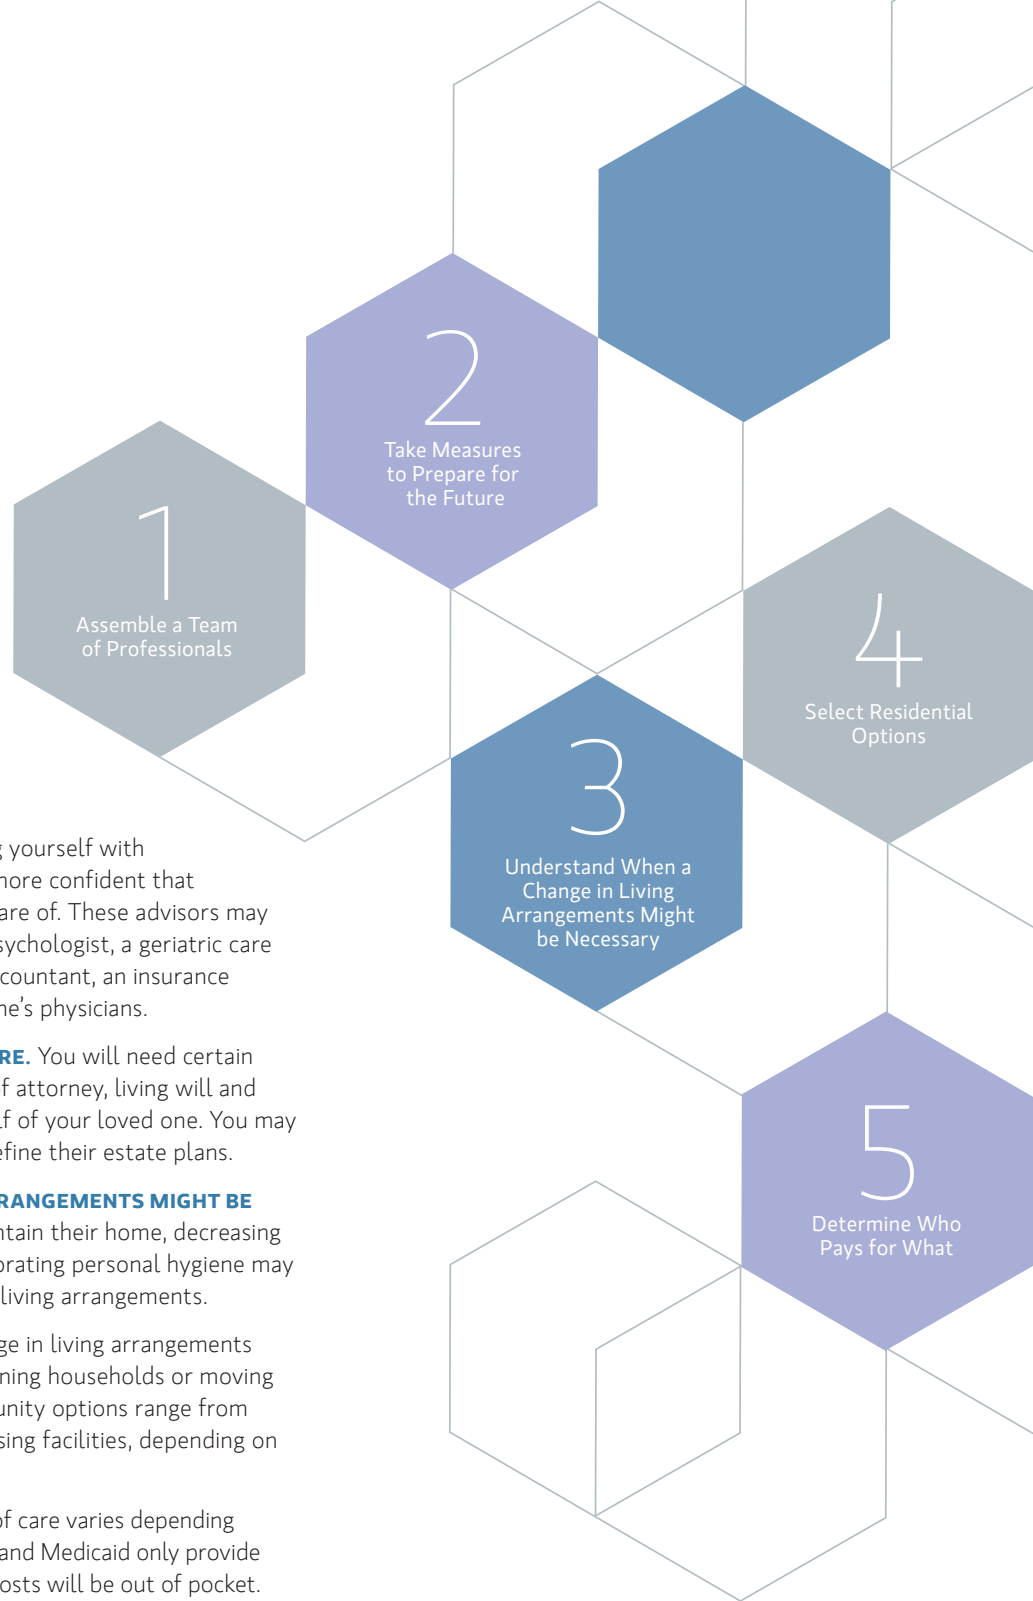 2
Take Measures
to Prepare for
the Future
1
Assemble a Team
of Professionals
4
Select Residential
Options
3
Understand When a
Change in Living
Arrangements Might
be Necessary
5
Determine Who
Pays for What
yourself with
more confident that
are of. These advisors may
sychologist, a geriatric care
countant, an insurance
ne's physicians.
RE. You will need certain
of attorney, living will and
lf of your loved one. You may
efine their estate plans.
RRANGEMENTS MIGHT BE
ntain their home, decreasing
orating personal hygiene may
living arrangements.
ge in living arrangements
ning households or moving
unity options range from
sing facilities, depending on
of care varies depending
and Medicaid only provide
osts will be out of pocket.